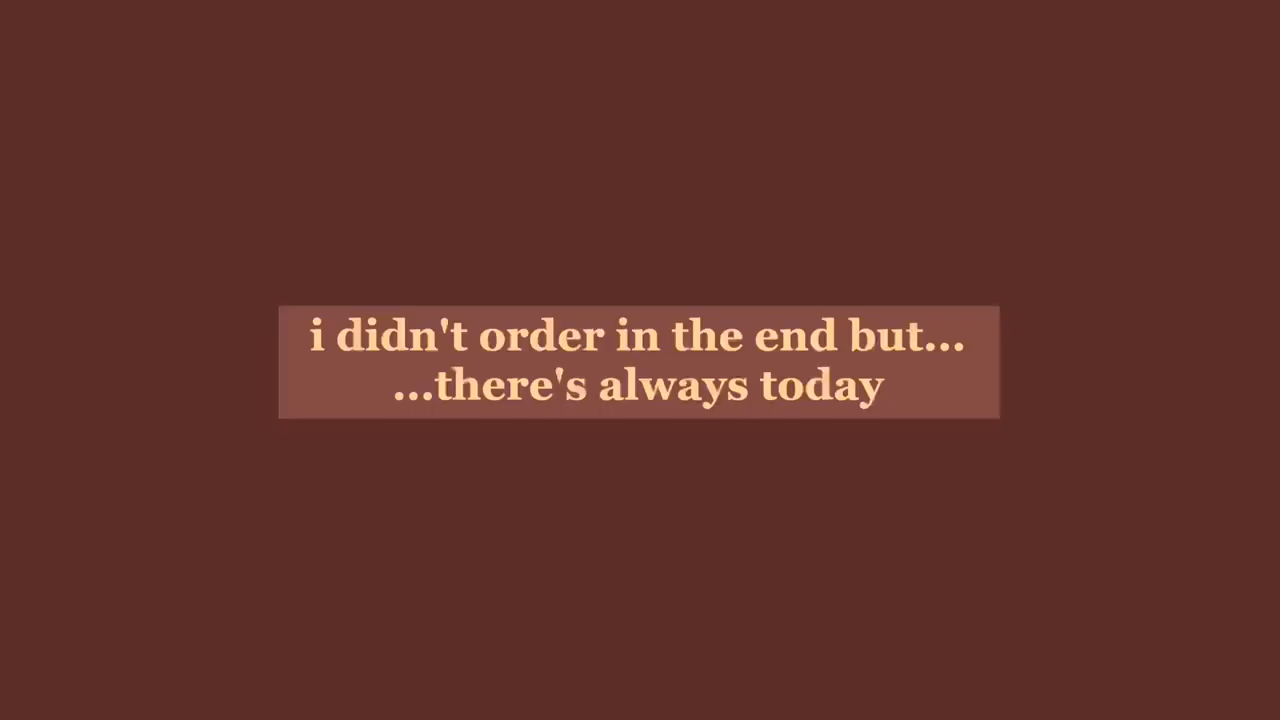 i didn't order in the end but...
...there's always today